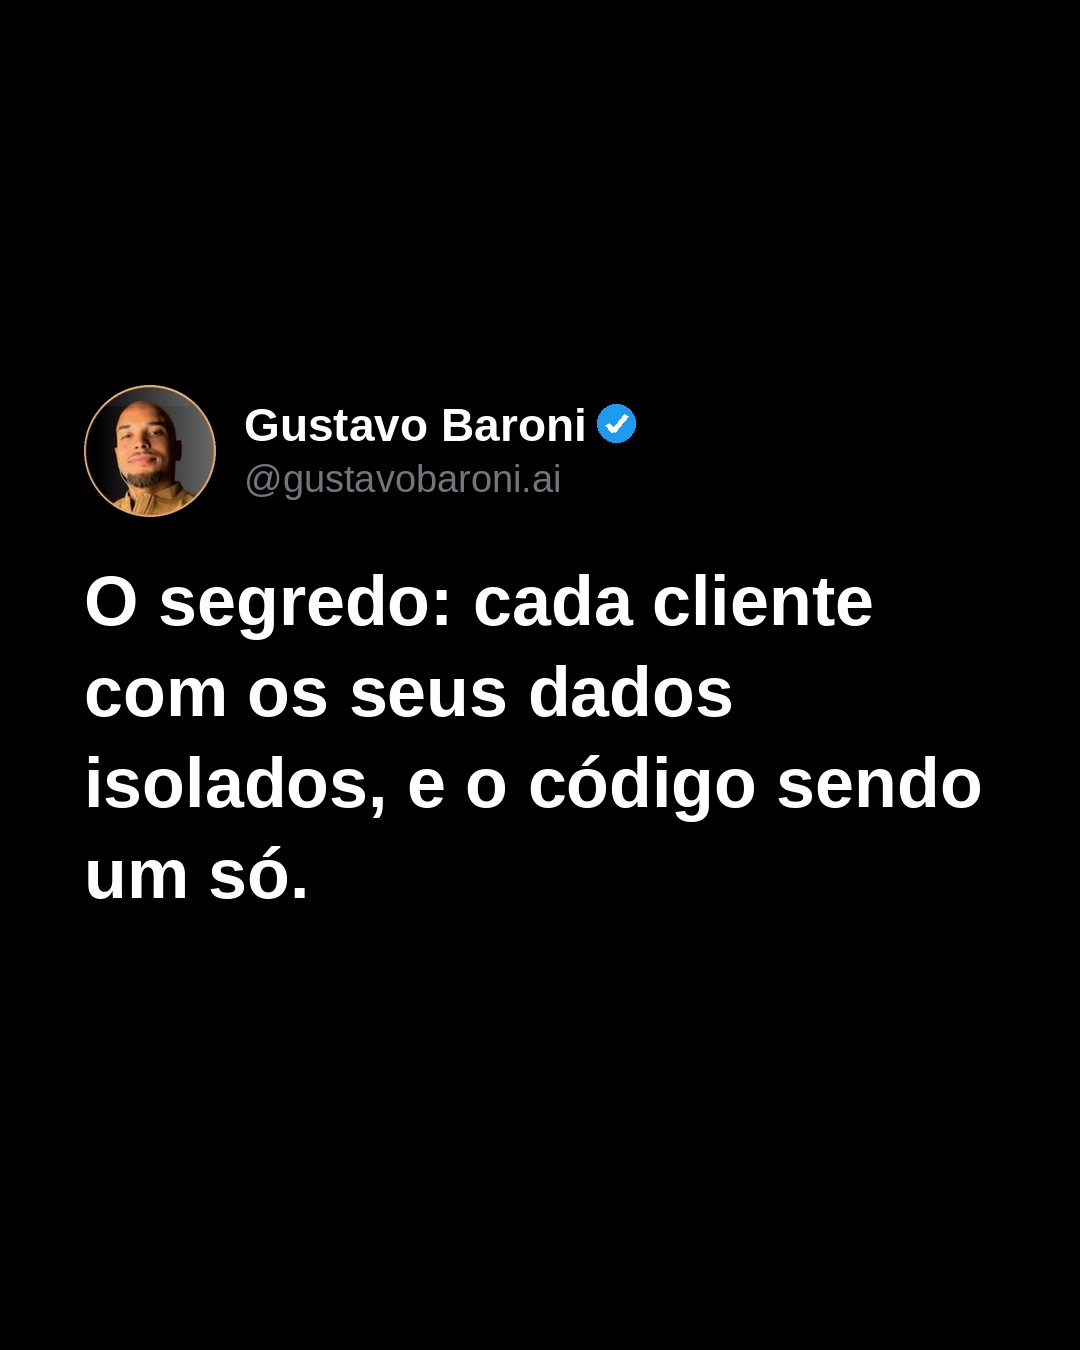 Gustavo Baroni
@gustavobaroni.ai
O segredo: cada cliente
com os seus dados
isolados, e o código sendo
um só.